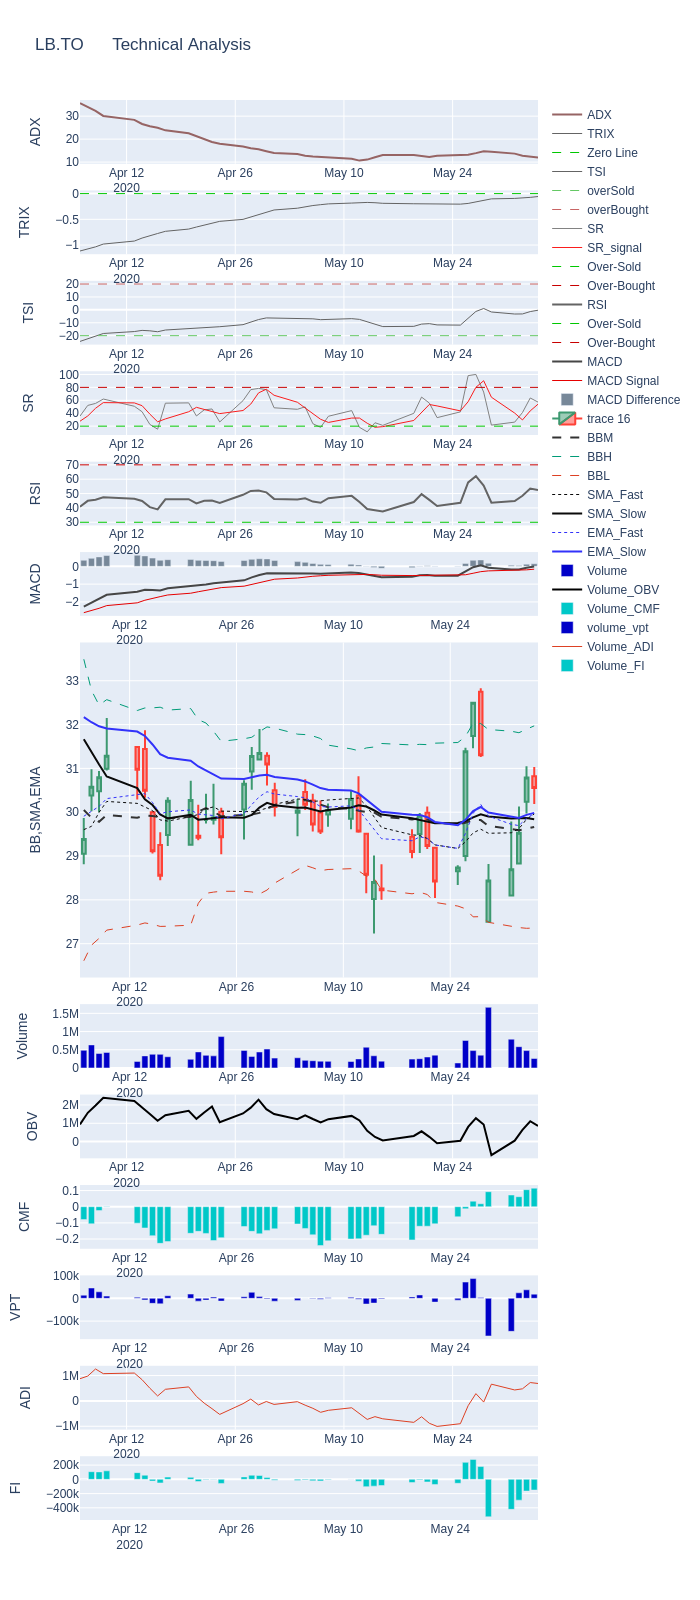 LB.TO Technical Analysis
ADX
30
20
10
Apr 12
2020
Apr 26
May 10
May 24
TRIX
0
−0.5
−1
Apr 12
2020
Apr 26
May 10
May 24
TSI
20
10
0
−10
−20
Apr 12
2020
Apr 26
May 10
May 24
SR
100
80
60
40
20
Apr 12
2020
Apr 26
May 10
May 24
RSI
70
60
50
40
30
Apr 12
2020
Apr 26
May 10
May 24
MACD
0
−1
−2
Apr 12
2020
Apr 26
May 10
May 24
BB,SMA,EMA
33
32
31
30
29
28
27
Apr 12
2020
Apr 26
May 10
May 24
Volume
1.5M
1M
0.5M
0
Apr 12
2020
Apr 26
May 10
May 24
OBV
2M
1M
0
Apr 12
2020
Apr 26
May 10
May 24
CMF
0.1
0
−0.1
−0.2
Apr 12
2020
Apr 26
May 10
May 24
VPT
100k
0
−100k
Apr 12
2020
Apr 26
May 10
May 24
ADI
1M
0
−1M
Apr 12
2020
Apr 26
May 10
May 24
FI
200k
0
−200k
−400k
Apr 12
2020
Apr 26
May 10
May 24
ADX
TRIX
Zero Line
TSI
overSold
overBought
SR
SR_signal
Over-Sold
Over-Bought
RSI
Over-Sold
Over-Bought
MACD
MACD Signal
MACD Difference
trace 16
BBM
BBH
BBL
SMA_Fast
SMA_Slow
EMA_Fast
EMA_Slow
Volume
Volume_OBV
Volume_CMF
volume_vpt
Volume_ADI
Volume_FI